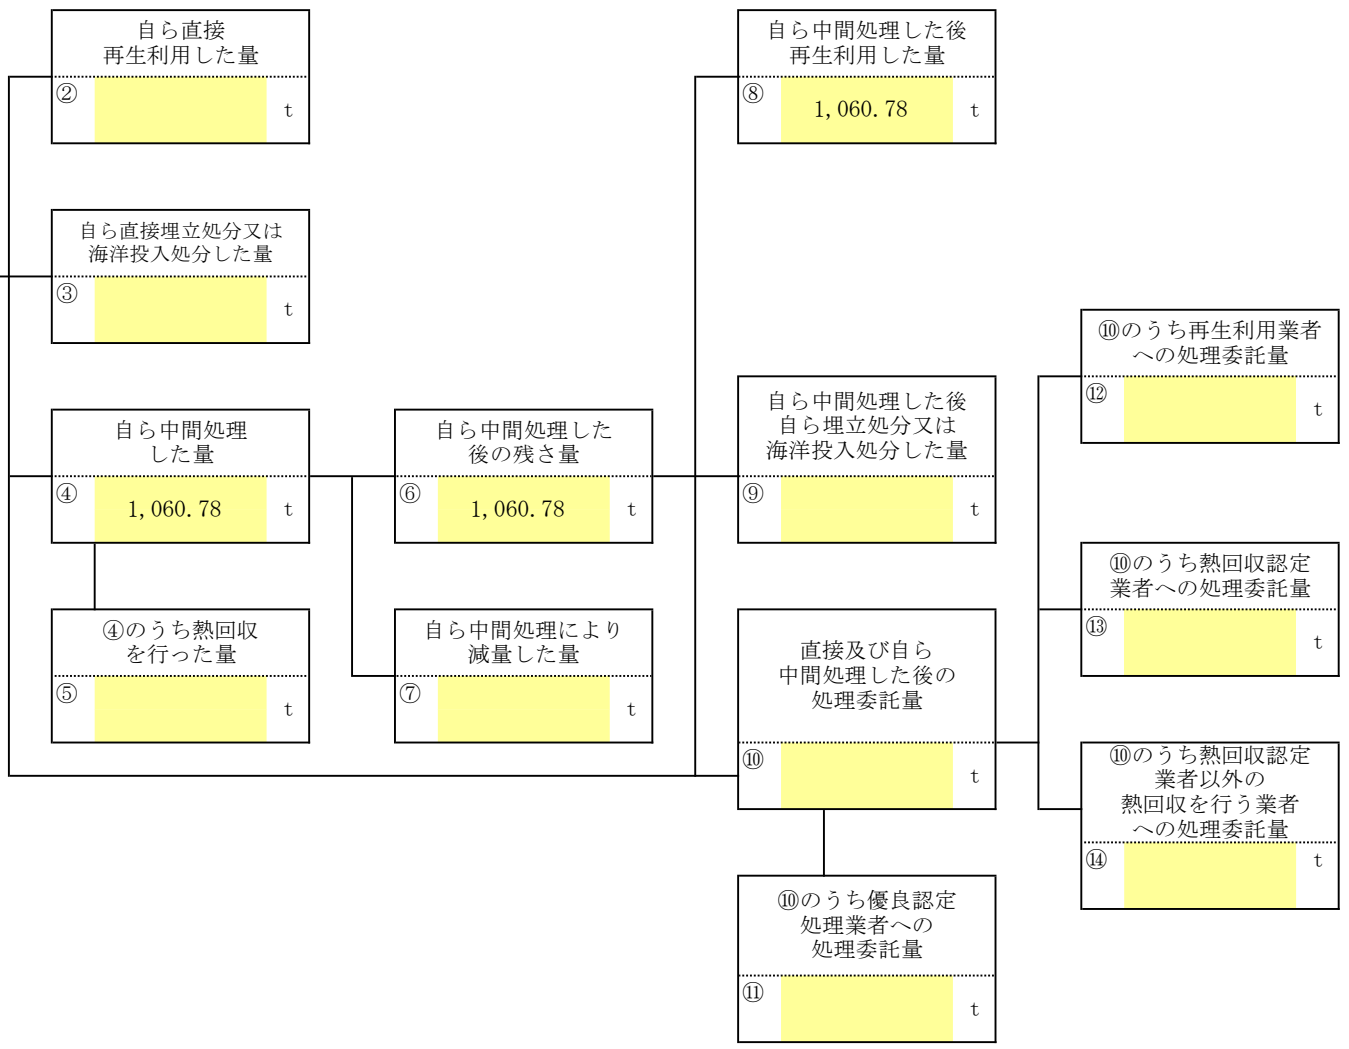 自ら直接
再生利用した量
②
t
自ら中間処理した後
再生利用した量
⑧
1,060.78
t
自ら直接埋立処分又は
海洋投入処分した量
③
t
⑩のうち再生利用業者
への処理委託量
⑫
t
自ら中間処理
した量
④
1,060.78
t
自ら中間処理した
後の残さ量
⑥
1,060.78
t
自ら中間処理した後
自ら埋立処分又は
海洋投入処分した量
⑨
t
⑩のうち熱回収認定
業者への処理委託量
⑬
t
④のうち熱回収
を行った量
⑤
t
自ら中間処理により
減量した量
⑦
t
直接及び自ら
中間処理した後の
処理委託量
⑩
t
⑩のうち熱回収認定
業者以外の
熱回収を行う業者
への処理委託量
⑭
t
⑩のうち優良認定
処理業者への
処理委託量
⑪
t